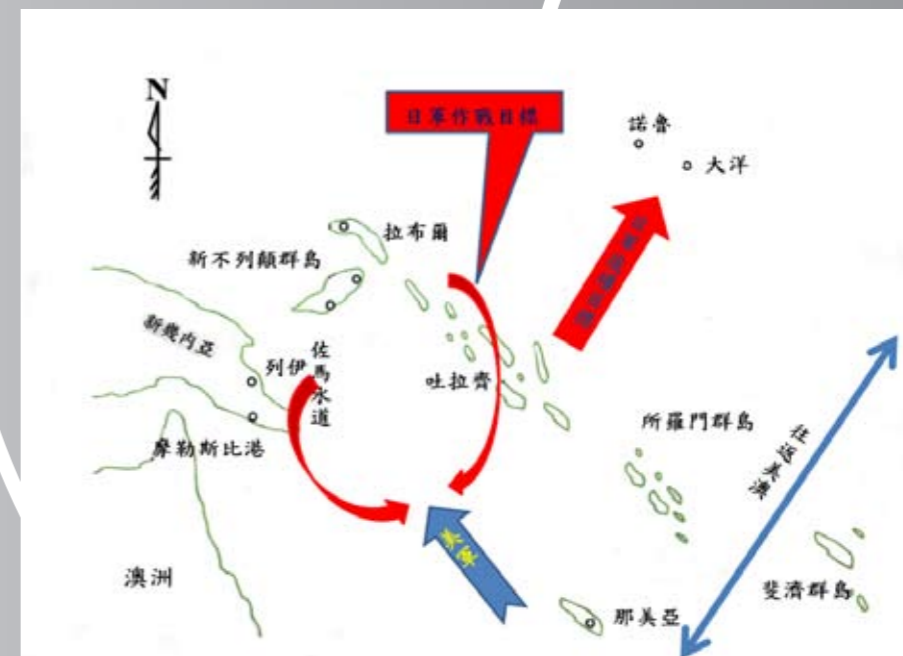 N
日軍作戰目標
諾魯
大洋
拉布爾
新不列顛群島
新幾內亞
列伊
佐馬水道
吐拉齊
摩勒斯比港
所羅門群島
往返美澳
美軍
澳洲
斐濟群島
那美亞